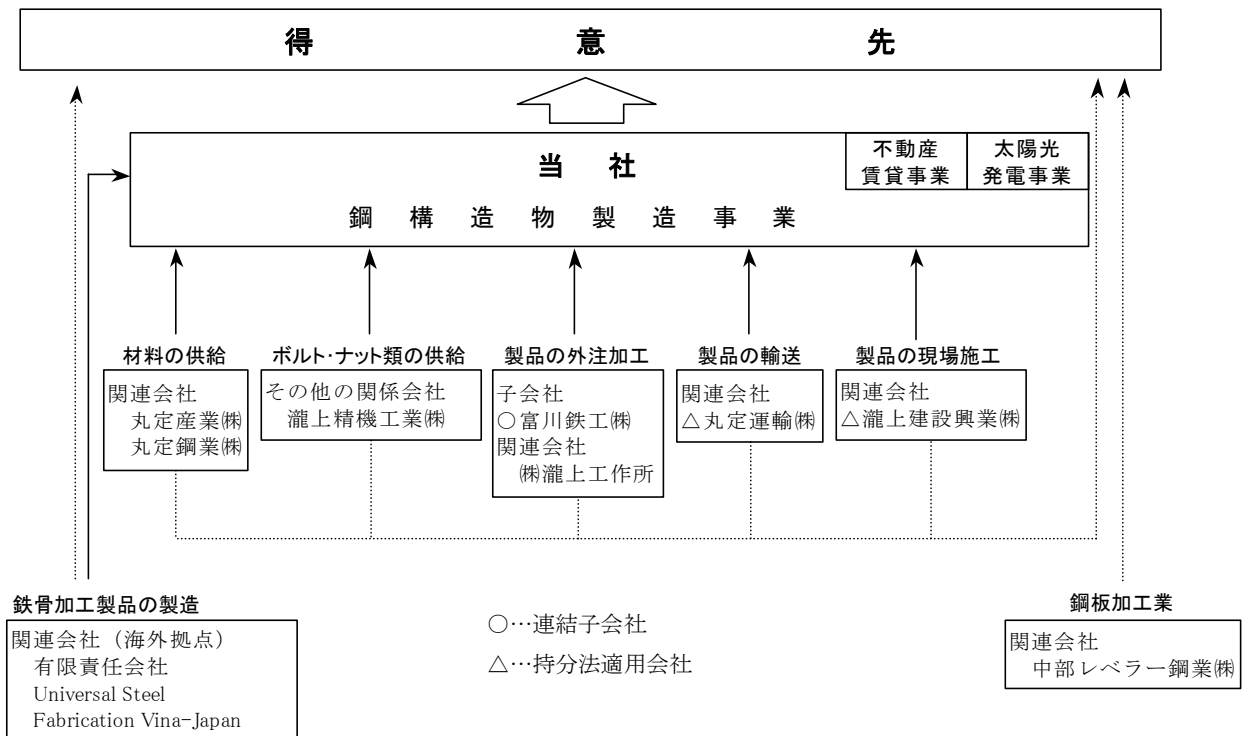 得意先
不動産
賃貸事業
太陽光
発電事業
当社
鋼構造物製造事業
材料の供給
関連会社
丸定産業㈱
丸定鋼業㈱
ボルト・ナット類の供給
その他の関係会社
瀧上精機工業㈱
製品の外注加工
子会社
○富川鉄工㈱
関連会社
㈱瀧上工作所
製品の輸送
関連会社
△丸定運輸㈱
製品の現場施工
関連会社
△瀧上建設興業㈱
鉄骨加工製品の製造
関連会社（海外拠点）
有限責任会社
Universal Steel
Fabrication Vina-Japan
○…連結子会社
△…持分法適用会社
鋼板加工業
関連会社
中部レベラー鋼業㈱